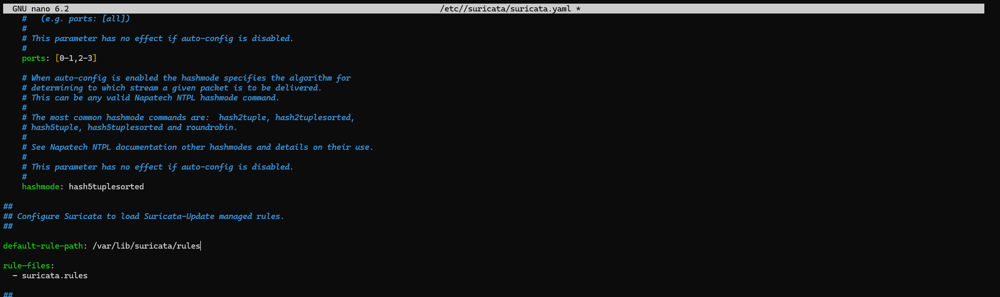 GNU nano 6.2 /etc//suricata/suricata.yaml *
#   (e.g. ports: [all])
#
# This parameter has no effect if auto-config is disabled.
#
ports: [0-1,2-3]
# When auto-config is enabled the hashmode specifies the algorithm for
# determining to which stream a given packet is to be delivered.
# This can be any valid Napatech NTPL hashmode command.
#
# The most common hashmode commands are:  hash2tuple, hash2tuplesorted,
# hash5tuple, hash5tuplesorted and roundrobin.
#
# See Napatech NTPL documentation other hashmodes and details on their use.
#
# This parameter has no effect if auto-config is disabled.
#
hashmode: hash5tuplesorted
##
## Configure Suricata to load Suricata-Update managed rules.
##
default-rule-path: /var/lib/suricata/rules
rule-files:
- suricata.rules
##